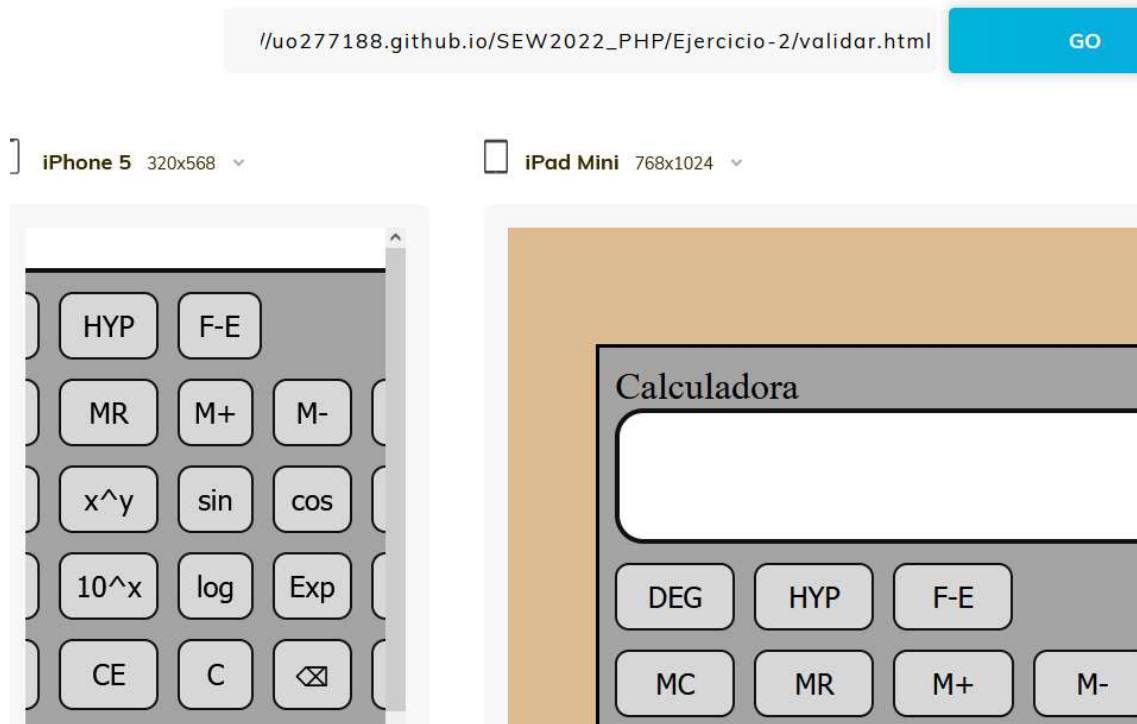 //uo277188.github.io/SEW2022_PHP/Ejercicio-2/validar.html GO
iPhone 5 320x568
iPad Mini 768x1024
HYP F-E
MR M+ M-
x^y sin cos
10^x log Exp
CE C ⌫
Calculadora
DEG HYP F-E
MC MR M+ M-